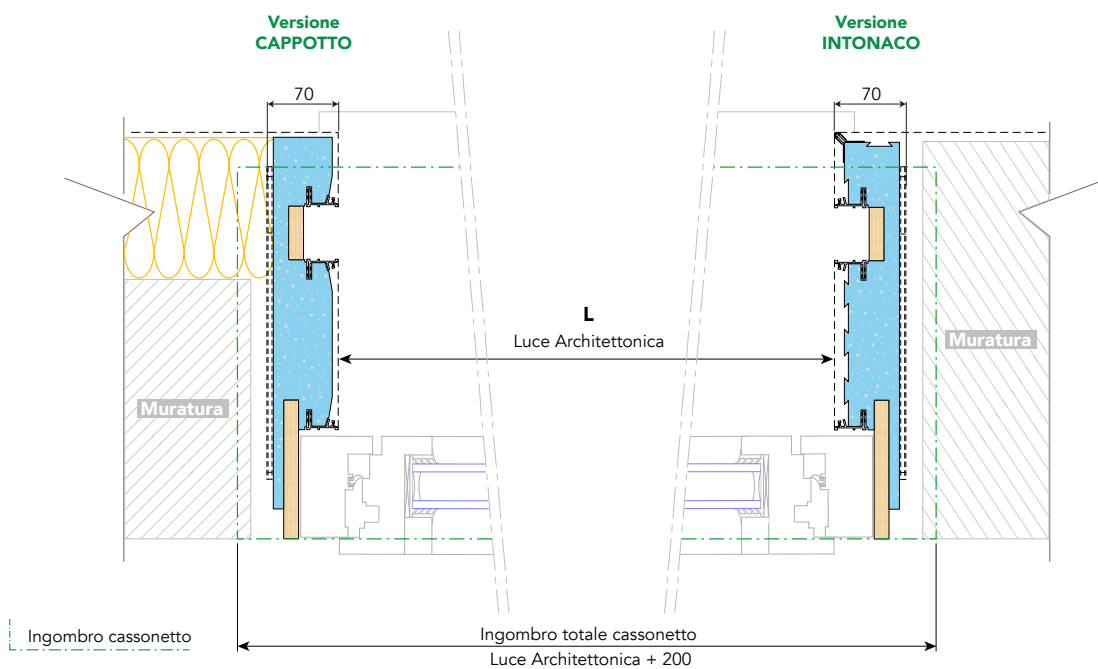 Versione
CAPPOTTO
Versione
INTONACO
70
70
L
Luce Architettonica
Muratura
Muratura
Ingombro cassonetto
Ingombro totale cassonetto
Luce Architettonica + 200